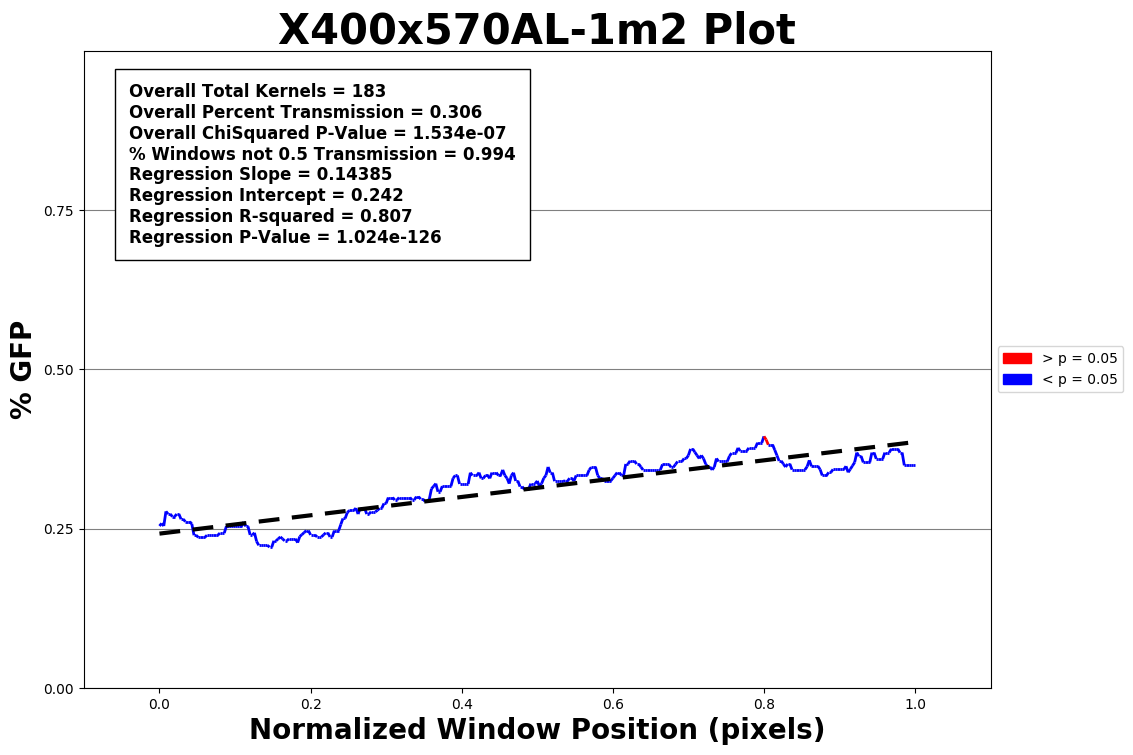 X400x570AL-1m2 Plot
Overall Total Kernels = 183
Overall Percent Transmission = 0.306
Overall ChiSquared P-Value = 1.534e-07
% Windows not 0.5 Transmission = 0.994
Regression Slope = 0.14385
Regression Intercept = 0.242
Regression R-squared = 0.807
Regression P-Value = 1.024e-126
0.75
0.50
0.25
0.00
% GFP
> p = 0.05
< p = 0.05
0.0 0.2 0.4 0.6 0.8 1.0
Normalized Window Position (pixels)